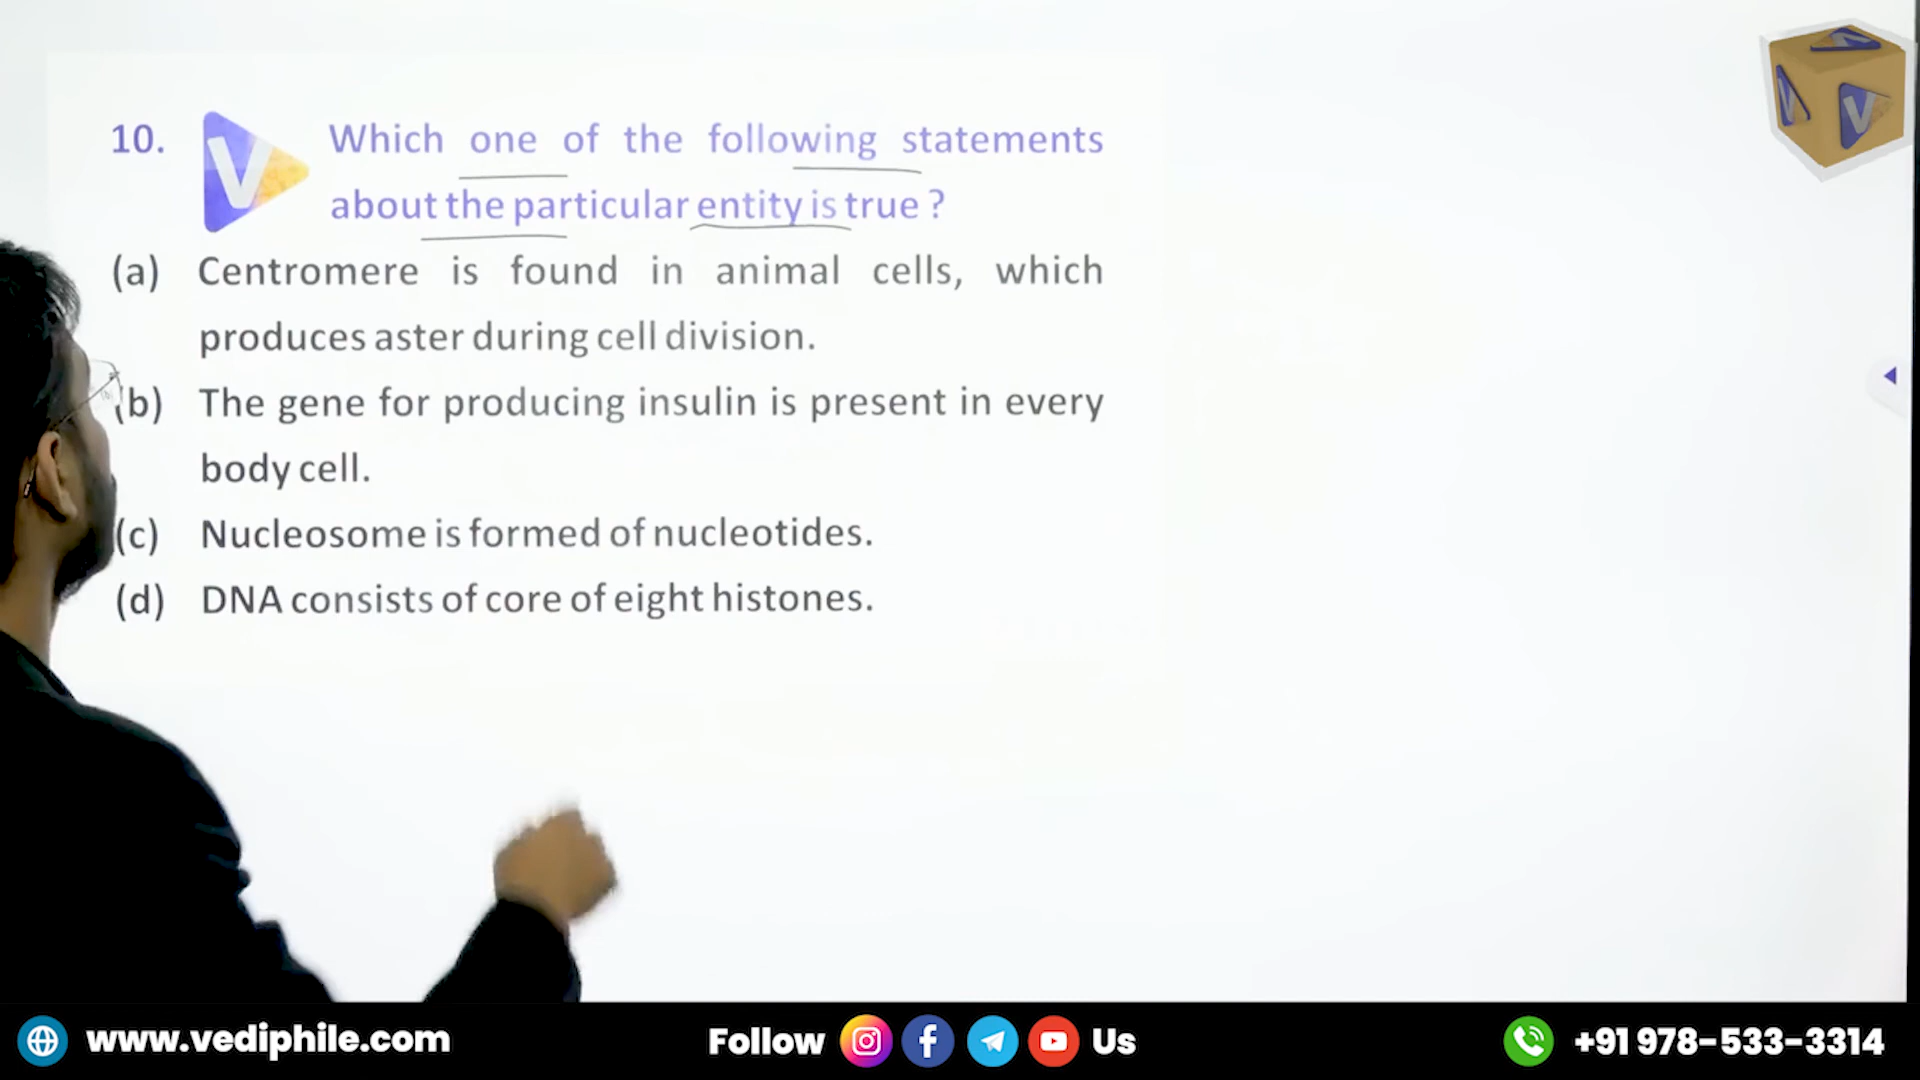 10. Which one of the following statements
about the particular entity is true ?
(a) Centromere is found in animal cells, which
produces aster during cell division.
(b) The gene for producing insulin is present in every
body cell.
(c) Nucleosome is formed of nucleotides.
(d) DNA consists of core of eight histones.
www.vediphile.com Follow Us +91 978-533-3314